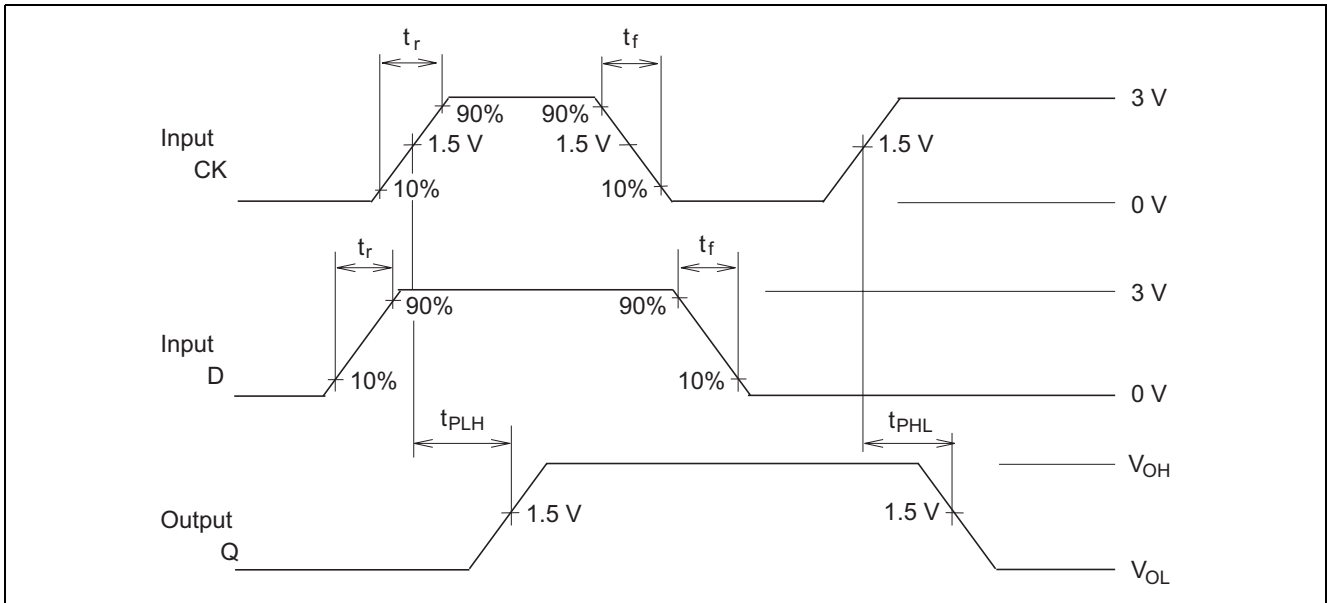 tr tf
90% 90% 3 V
Input 1.5 V 1.5 V 1.5 V
CK
10% 10%
0 V
tr tf
90% 90% 3 V
Input
D 10% 10%
0 V
tPLH tPHL
VOH
Output 1.5 V 1.5 V
Q
VOL